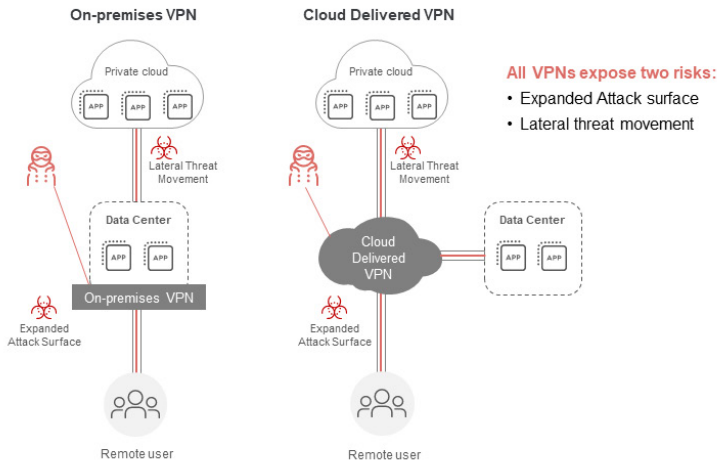 On-premises VPN
Private cloud
APP
APP
APP
Lateral Threat
Movement
Data Center
APP
APP
On-premises VPN
Expanded
Attack Surface
Remote user
Cloud Delivered VPN
Private cloud
APP
APP
APP
Lateral Threat
Movement
Cloud
Delivered
VPN
Data Center
APP
APP
Expanded
Attack Surface
Remote user
All VPNs expose two risks:
• Expanded Attack surface
• Lateral threat movement